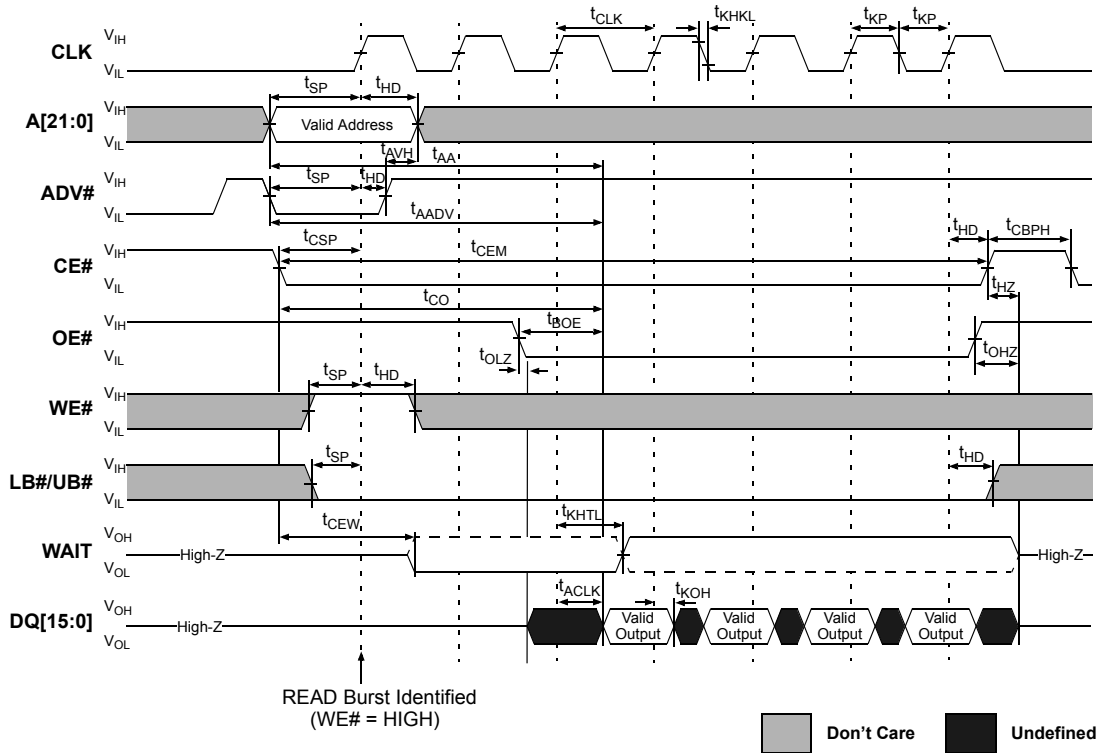 tCLK tKHKL tKP tKP
CLK VIH VIL
tSP tHD
A[21:0] VIH VIL Valid Address
tAVH tAA
ADV# VIH VIL tSP tHD
tAADV
tCSP tHD tCBPH
CE# VIH VIL tCEM
tCO tHZ
OE# VIH VIL tBOE
tOLZ tOHZ
tSP tHD
WE# VIH VIL
tSP tHD
LB#/UB# VIH VIL
tCEW tKHTL
WAIT VOH VOL High-Z High-Z
tACLK tKOH
DQ[15:0] VOH VOL High-Z Valid Output Valid Output Valid Output Valid Output
READ Burst Identified
(WE# = HIGH)
Don't Care Undefined